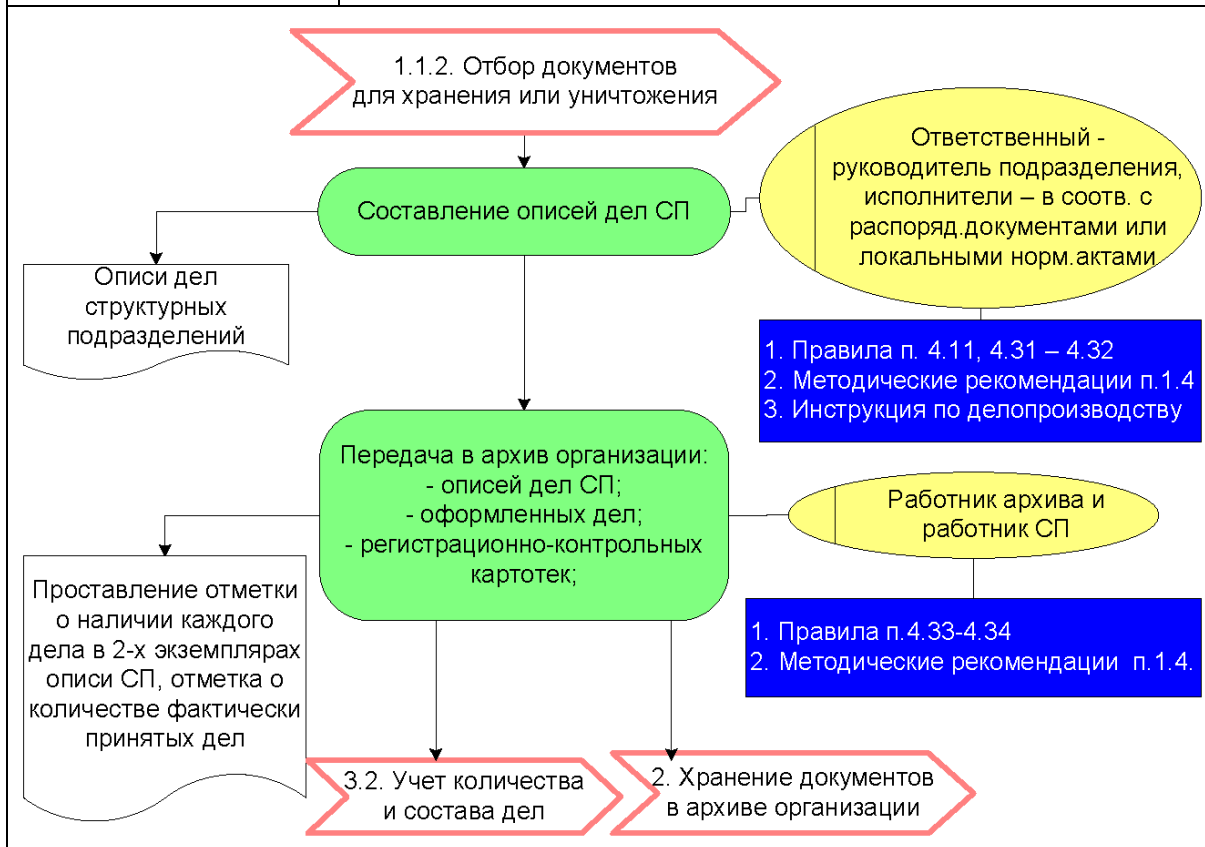 1.1.2. Отбор документов
для хранения или уничтожения
Составление описей дел СП
Ответственный -
руководитель подразделения,
исполнители – в соотв. с
распоряд.документами или
локальными норм.актами
Описи дел
структурных
подразделений
1. Правила п. 4.11, 4.31 – 4.32
2. Методические рекомендации п.1.4
3. Инструкция по делопроизводству
Передача в архив организации:
- описей дел СП;
- оформленных дел;
- регистрационно-контрольных
картотек;
Работник архива и
работник СП
Проставление отметки
о наличии каждого
дела в 2-х экземплярах
описи СП, отметка о
количестве фактически
принятых дел
1. Правила п.4.33-4.34
2. Методические рекомендации п.1.4.
3.2. Учет количества
и состава дел
2. Хранение документов
в архиве организации